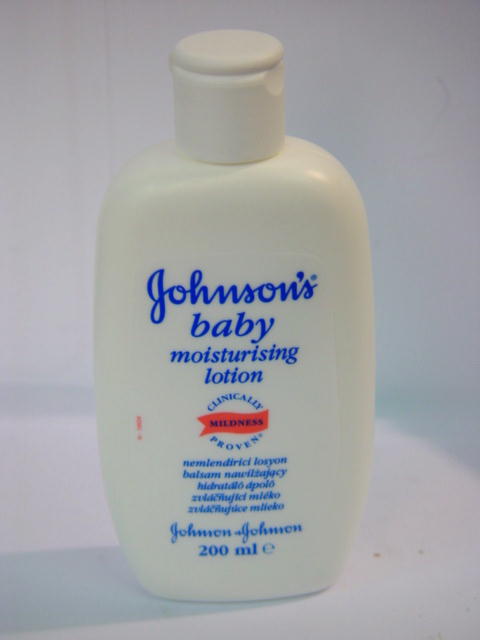 Johnson's®
baby
moisturising
lotion
CLINICALLY
MILDNESS
PROVEN®
nemlendirici losyon
balsam nawilżający
hidratáló ápoló
zvláčňující mléko
zvláčňujúce mlieko
Johnson & Johnson
200 ml ℮